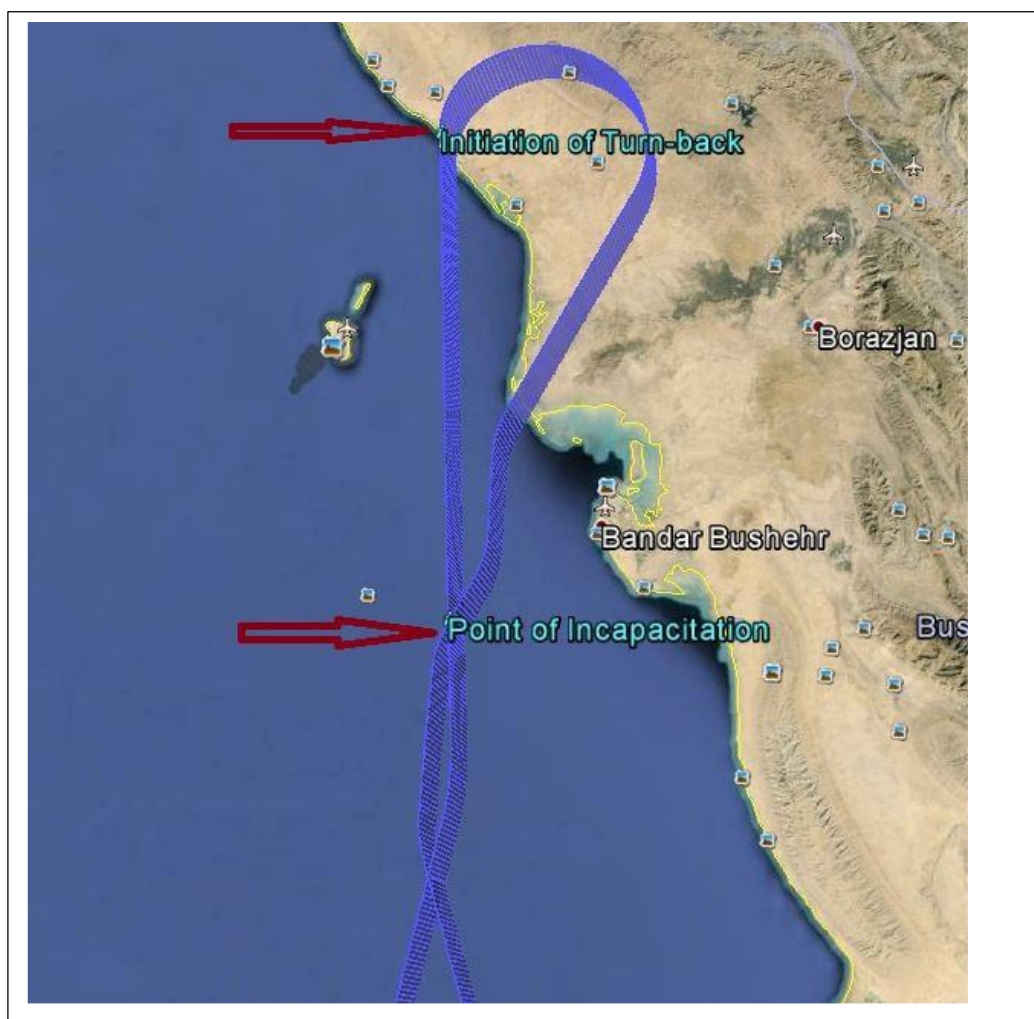 Initiation of Turn-back
Borazjan
Bandar Bushehr
Point of Incapacitation
Bus